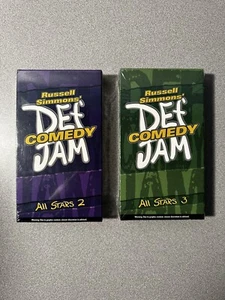 Russell
Simmons'
Def
COMEDY
JAM
All Stars 2
Russell
Simmons'
Def
COMEDY
JAM
All Stars 3